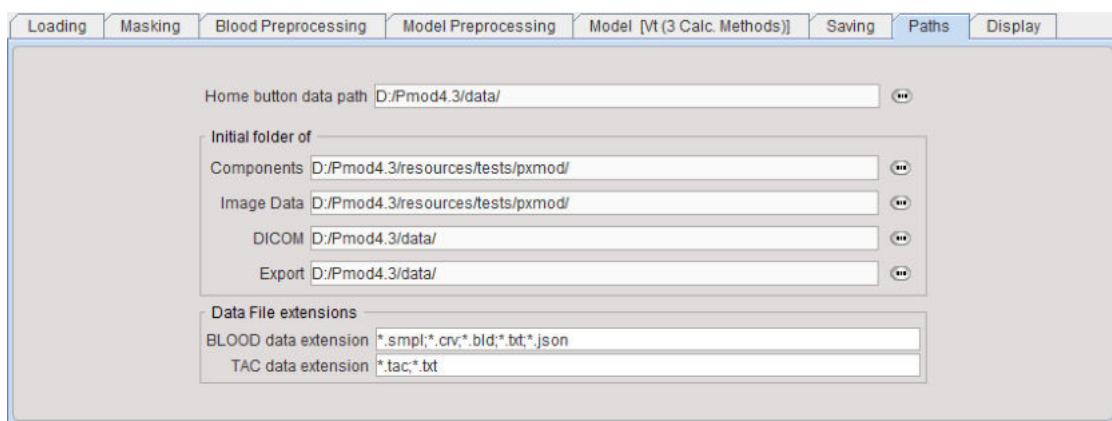 Loading Masking Blood Preprocessing Model Preprocessing Model [Vt (3 Calc. Methods)] Saving Paths Display
Home button data path D:/Pmod4.3/data/
Initial folder of
Components D:/Pmod4.3/resources/tests/pxmod/
Image Data D:/Pmod4.3/resources/tests/pxmod/
DICOM D:/Pmod4.3/data/
Export D:/Pmod4.3/data/
Data File extensions
BLOOD data extension *.smpl;*.crv;*.bld;*.txt;*.json
TAC data extension *.tac;*.txt